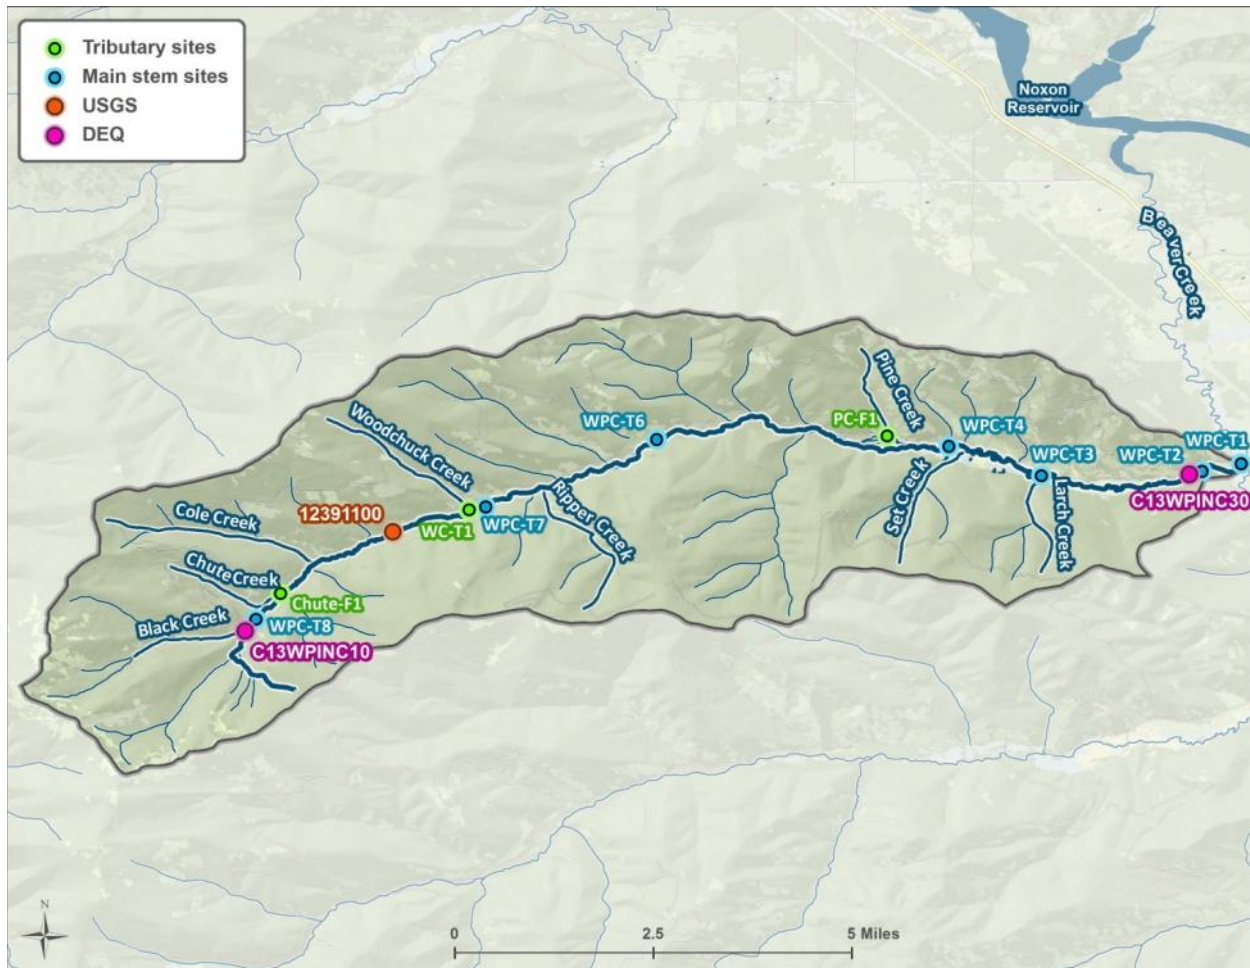 Tributary sites
Main stem sites
USGS
DEQ
Noxon
Reservoir
Beaver Creek
Pine Creek
Woodchuck Creek
WPC-T6
PC-F1
WPC-T4
WPC-T1
WPC-T2
WPC-T3
C13WPINC30
Set Creek
Larch Creek
Ripper Creek
Cole Creek
12391100
WC-T1
WPC-T7
Chute Creek
Chute-F1
Black Creek
WPC-T8
C13WPINC10
N
0
2.5
5 Miles